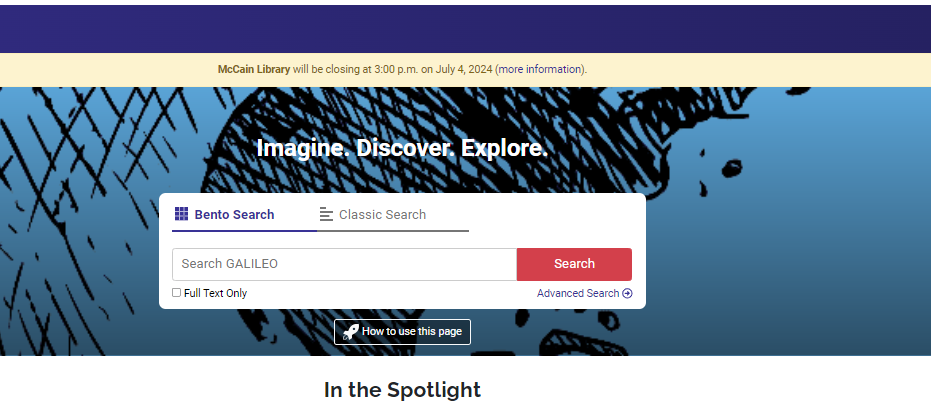 McCain Library will be closing at 3:00 p.m. on July 4, 2024 (more information).
Imagine. Discover. Explore.
Bento Search
Classic Search
Search GALILEO
Search
Full Text Only
Advanced Search
How to use this page
In the Spotlight